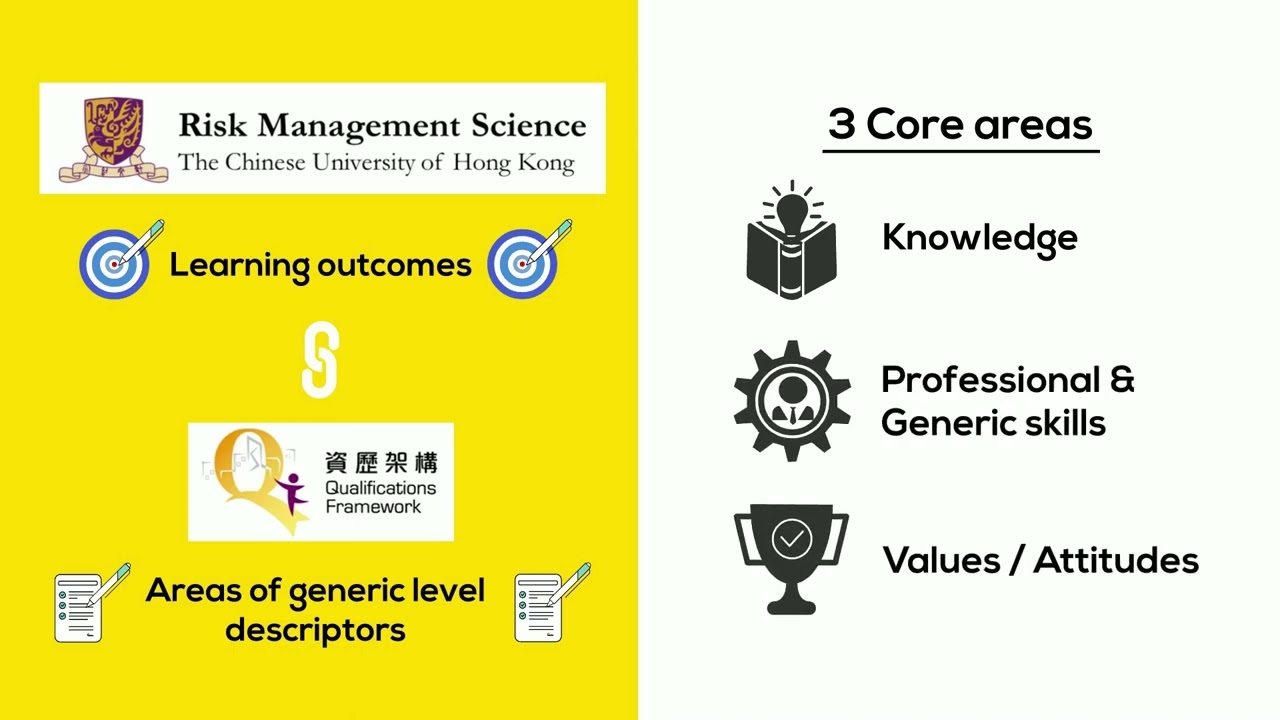 Risk Management Science
The Chinese University of Hong Kong
Learning outcomes
資歷架構
Qualifications
Framework
Areas of generic level
descriptors
3 Core areas
Knowledge
Professional &
Generic skills
Values / Attitudes